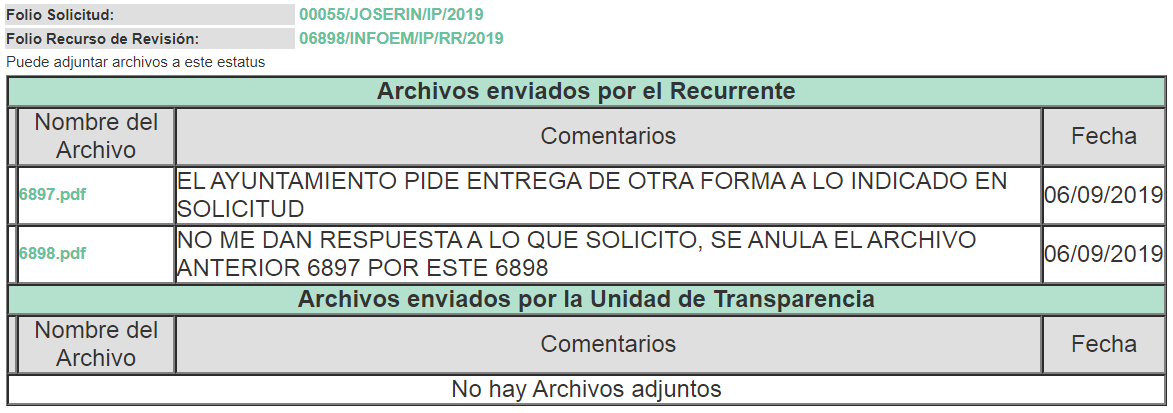 Folio Solicitud: 00055/JOSERIN/IP/2019
Folio Recurso de Revisión: 06898/INFOEM/IP/RR/2019
Puede adjuntar archivos a este estatus
Archivos enviados por el Recurrente
Nombre del Archivo Comentarios Fecha
6897.pdf EL AYUNTAMIENTO PIDE ENTREGA DE OTRA FORMA A LO INDICADO EN SOLICITUD 06/09/2019
6898.pdf NO ME DAN RESPUESTA A LO QUE SOLICITO, SE ANULA EL ARCHIVO ANTERIOR 6897 POR ESTE 6898 06/09/2019
Archivos enviados por la Unidad de Transparencia
Nombre del Archivo Comentarios Fecha
No hay Archivos adjuntos